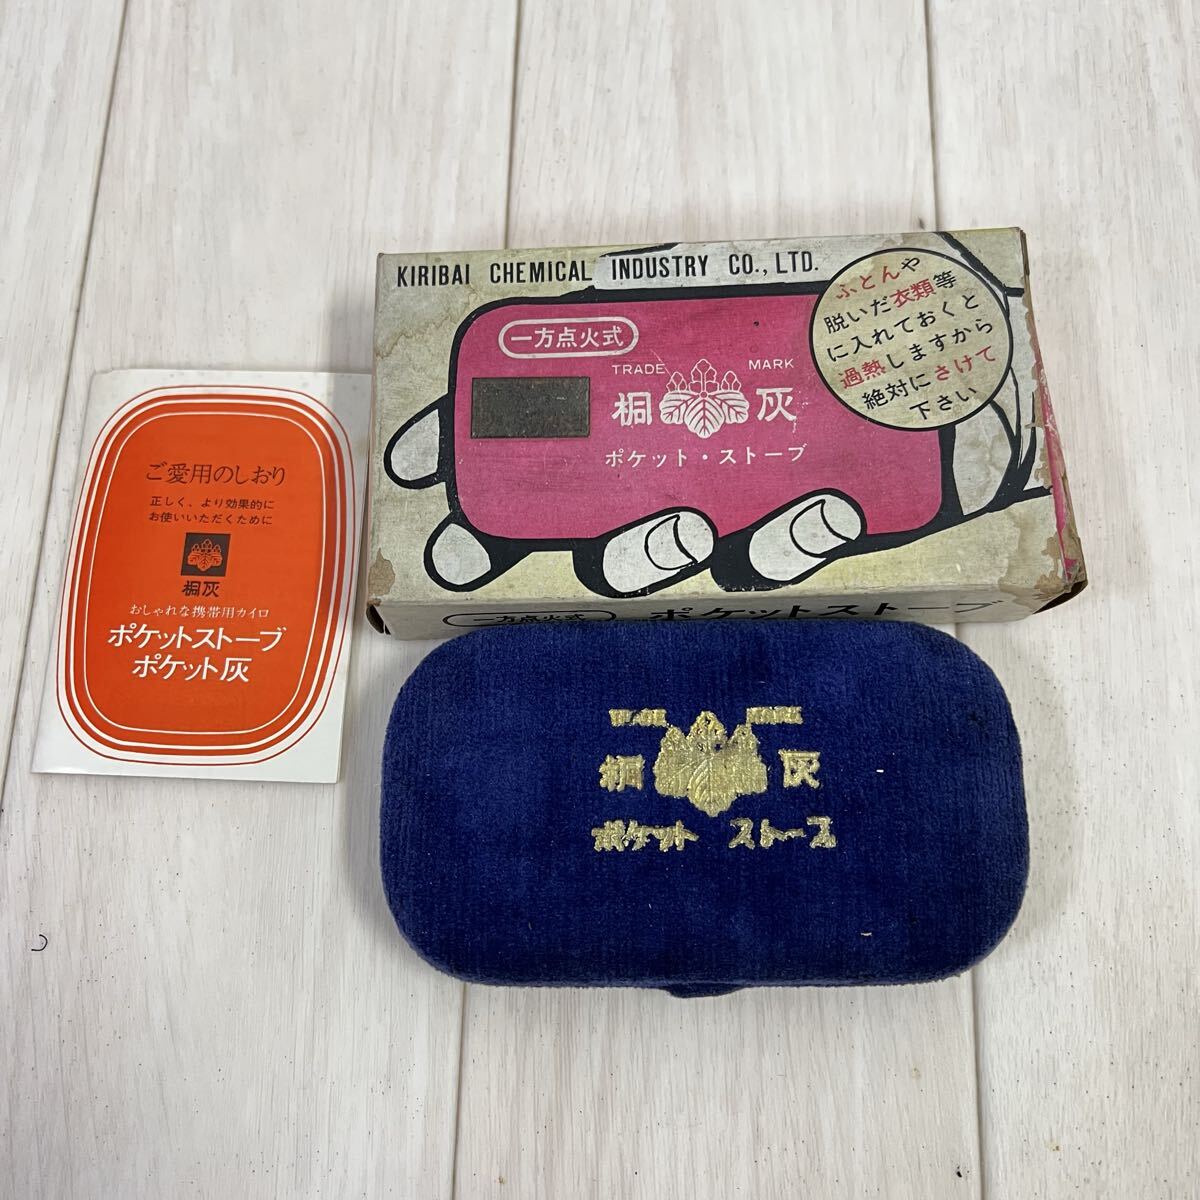 KIRIBAI CHEMICAL INDUSTRY CO., LTD.
一方点火式
TRADE MARK
桐灰
ポケット・ストーブ
ふとんや
脱いだ衣類等
に入れておくと
過熱しますから
絶対にさけて
下さい
一方点火式 ポケットストーブ
ご愛用のしおり
正しく、より効果的に
お使いいただくために
桐灰
おしゃれな携帯用カイロ
ポケットストーブ
ポケット灰
TRADE MARK
桐灰
ポケット ストーブ